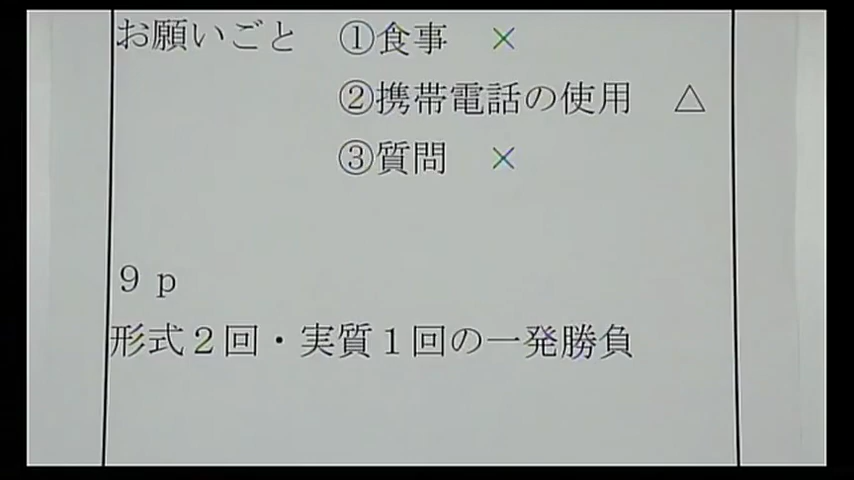 お願いごと ①食事 ×
②携帯電話の使用 △
③質問 ×
９ｐ
形式２回・実質１回の一発勝負